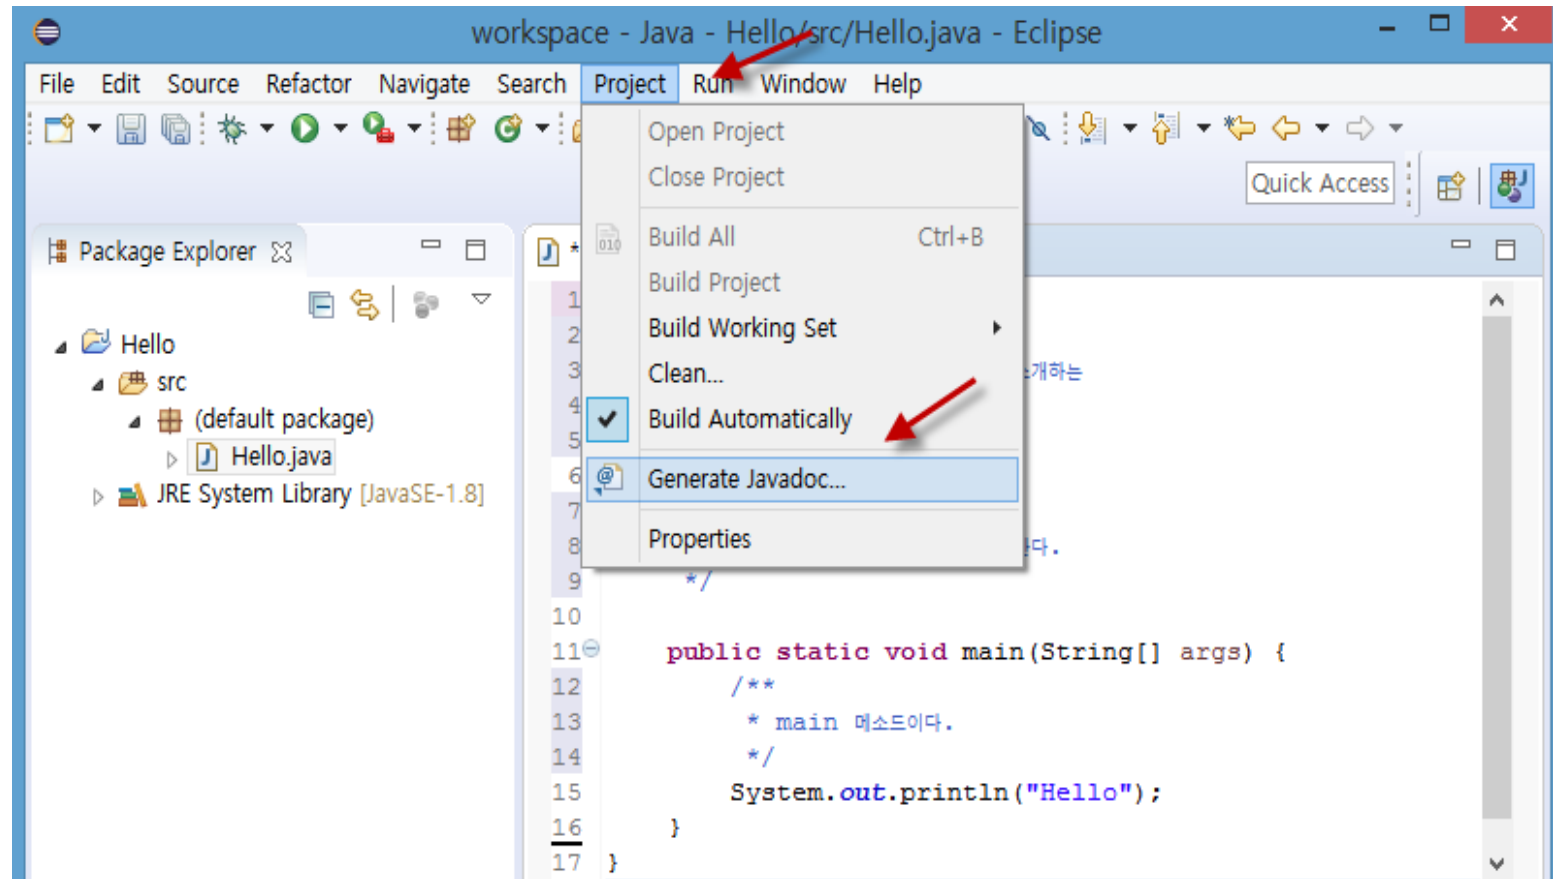 workspace - Java - Hello/src/Hello.java - Eclipse
File Edit Source Refactor Navigate Search Project Run Window Help
Quick Access
Package Explorer
Hello
src
(default package)
Hello.java
JRE System Library [JavaSE-1.8]
Open Project
Close Project
010
Build All Ctrl+B
Build Project
Build Working Set
Clean...
Build Automatically
Generate Javadoc...
Properties
J *
1
2
3 개하는
4
5
6
7
8 다.
9 */
10
11 public static void main(String[] args) {
12 /**
13 * main 메소드이다.
14 */
15 System.out.println("Hello");
16 }
17 }